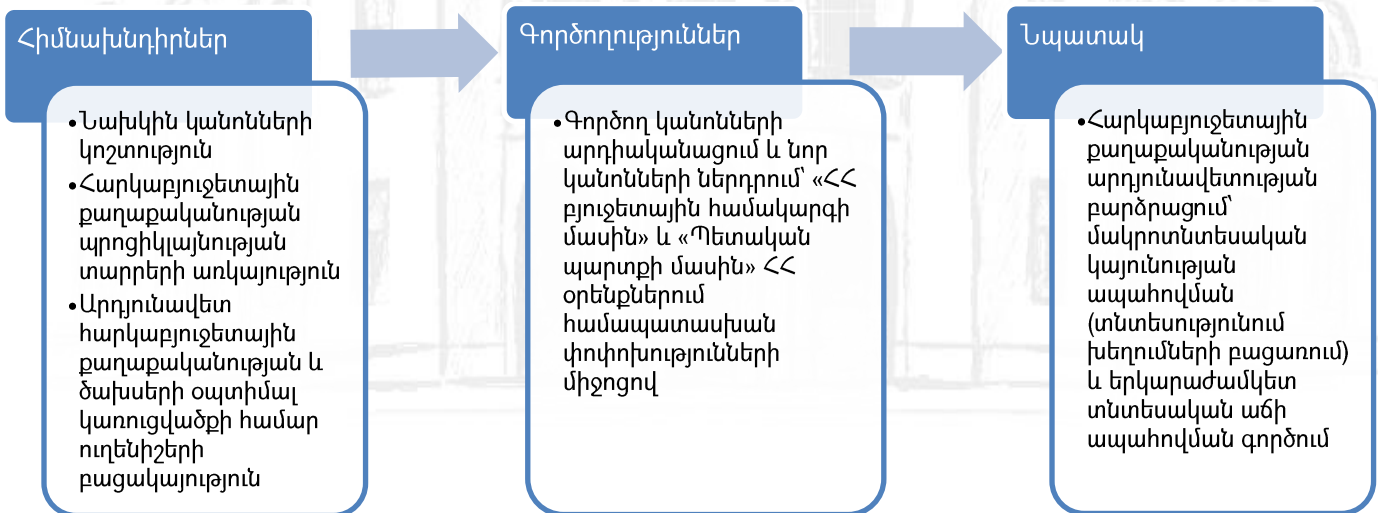 Հիմնախնդիրներ
•Նախկին կանոնների
կոշտություն
•Հարկաբյուջետային
քաղաքականության
պրոցիկլայնության
տարրերի առկայություն
•Արդյունավետ
հարկաբյուջետային
քաղաքականության և
ծախսերի օպտիմալ
կառուցվածքի համար
ուղենիշերի
բացակայություն
Գործողություններ
•Գործող կանոնների
արդիականացում և նոր
կանոնների ներդրում՝ «ՀՀ
բյուջետային համակարգի
մասին» և «Պետական
պարտքի մասին» ՀՀ
օրենքներում
համապատասխան
փոփոխությունների
միջոցով
Նպատակ
•Հարկաբյուջետային
քաղաքականության
արդյունավետության
բարձրացում՝
մակրոտնտեսական
կայունության
ապահովման
(տնտեսությունում
խեղումների բացառում)
և երկարաժամկետ
տնտեսական աճի
ապահովման գործում